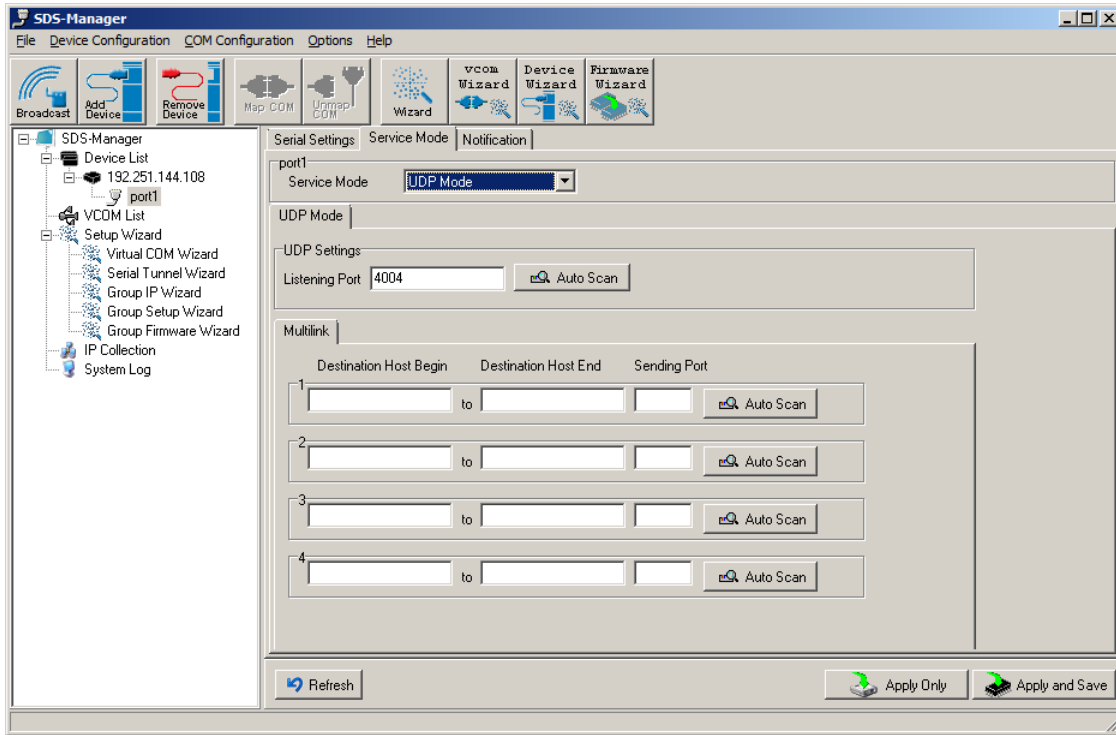 SDS-Manager
File Device Configuration COM Configuration Options Help
Broadcast
Add Device
Remove Device
Map COM
Unmap COM
Wizard
vcom Wizard
Device Wizard
Firmware Wizard
SDS-Manager
Device List
192.251.144.108
port1
VCOM List
Setup Wizard
Virtual COM Wizard
Serial Tunnel Wizard
Group IP Wizard
Group Setup Wizard
Group Firmware Wizard
IP Collection
System Log
Serial Settings Service Mode Notification
port1
Service Mode UDP Mode
UDP Mode
UDP Settings
Listening Port 4004 Auto Scan
Multilink
Destination Host Begin Destination Host End Sending Port
1
to Auto Scan
2
to Auto Scan
3
to Auto Scan
4
to Auto Scan
Refresh Apply Only Apply and Save